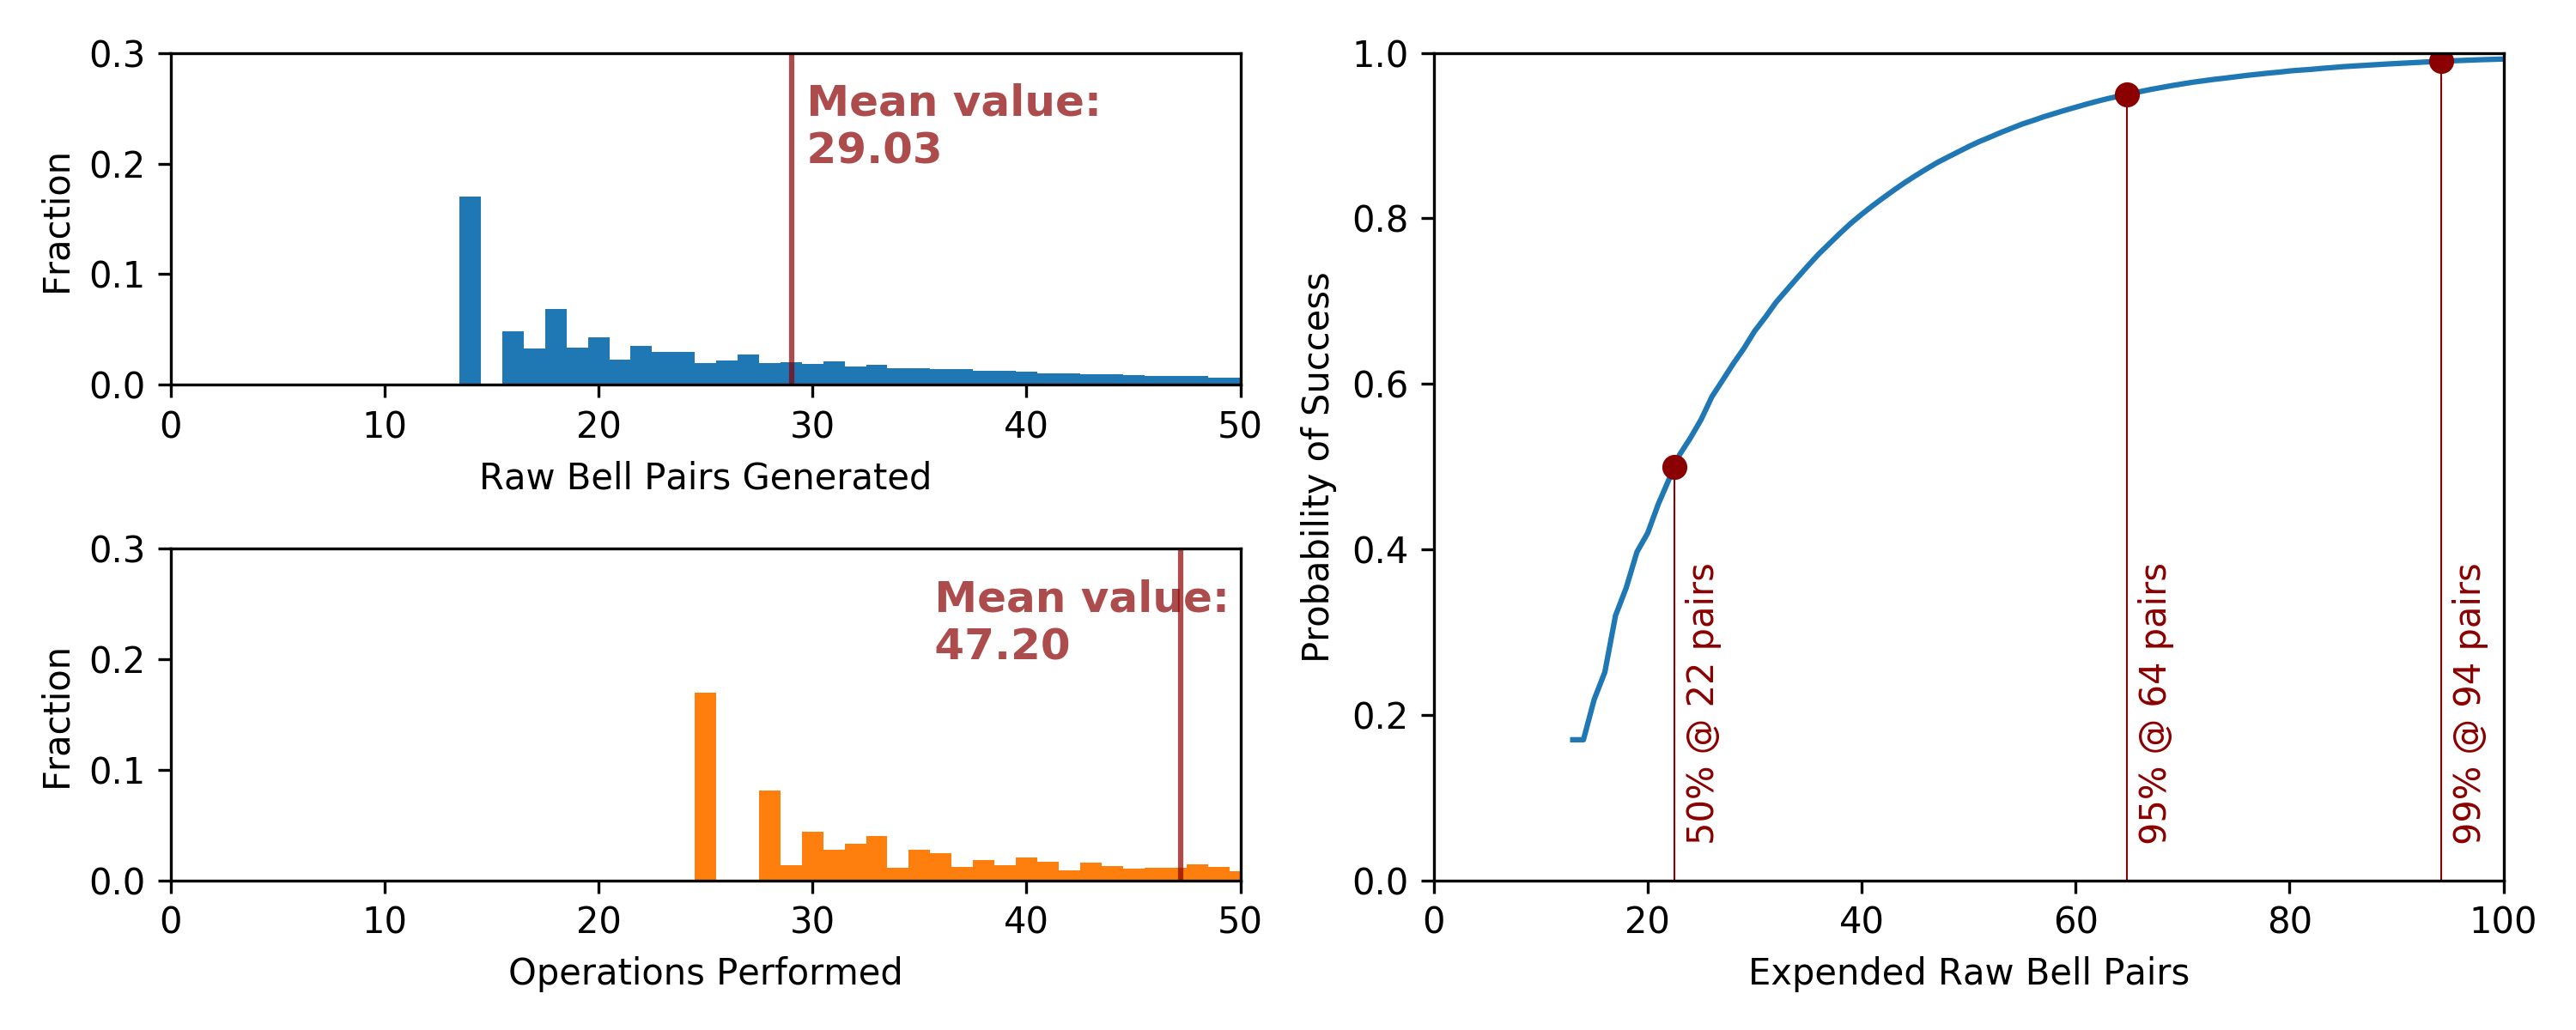 0.3
0.2
0.1
0.0
Fraction
Mean value:
29.03
0 10 20 30 40 50
Raw Bell Pairs Generated
0.3
0.2
0.1
0.0
Fraction
Mean value:
47.20
0 10 20 30 40 50
Operations Performed
1.0
0.8
0.6
0.4
0.2
0.0
Probability of Success
50% @ 22 pairs
95% @ 64 pairs
99% @ 94 pairs
0 20 40 60 80 100
Expended Raw Bell Pairs